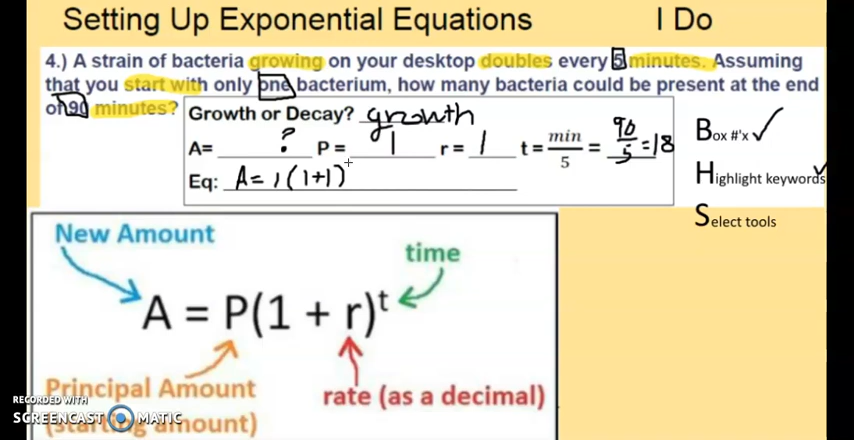 Setting Up Exponential Equations I Do
4.) A strain of bacteria growing on your desktop doubles every 5 minutes. Assuming
that you start with only one bacterium, how many bacteria could be present at the end
of 90 minutes?
Growth or Decay? growth
A= ? P = 1 r = 1 t = min/5 = 90/5 = 18
Eq: A = 1(1+1)
Box #'x ✓
Highlight keywords ✓
Select tools
New Amount
time
A = P(1 + r)^t
Principal Amount
(starting amount)
rate (as a decimal)
RECORDED WITH
SCREENCAST MATIC